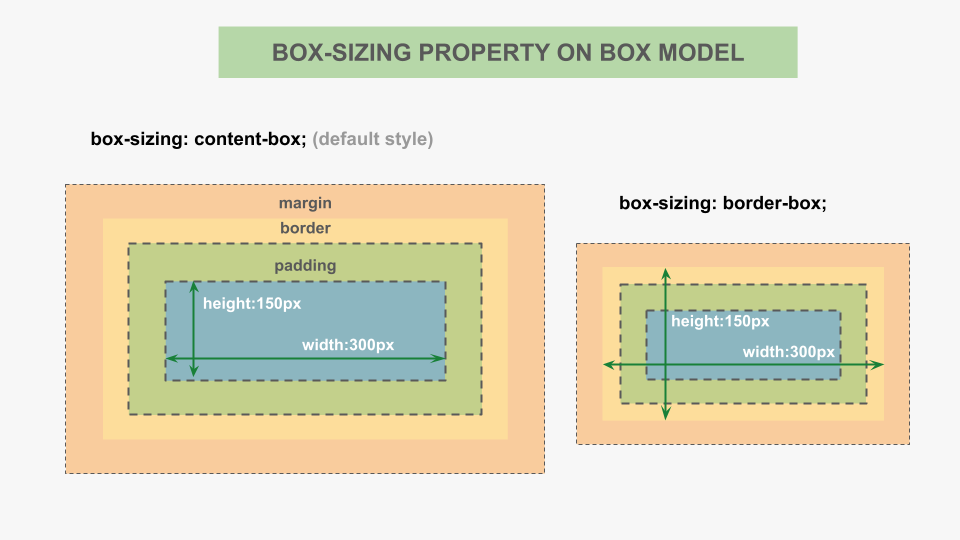 BOX-SIZING PROPERTY ON BOX MODEL
box-sizing: content-box; (default style)
margin
border
padding
height:150px
width:300px
box-sizing: border-box;
height:150px
width:300px